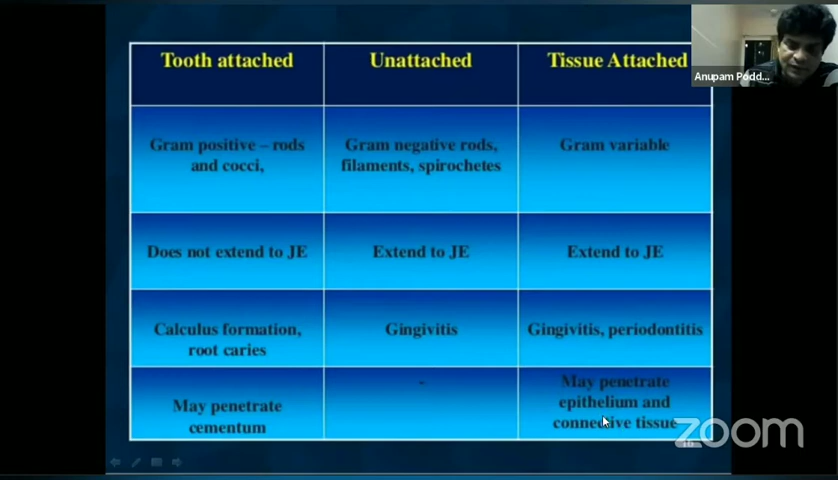 Tooth attached
Unattached
Tissue Attached
Anupam Podd...
Gram positive – rods
and cocci,
Gram negative rods,
filaments, spirochetes
Gram variable
Does not extend to JE
Extend to JE
Extend to JE
Calculus formation,
root caries
Gingivitis
Gingivitis, periodontitis
May penetrate
cementum
-
May penetrate
epithelium and
connective tissue
zoom